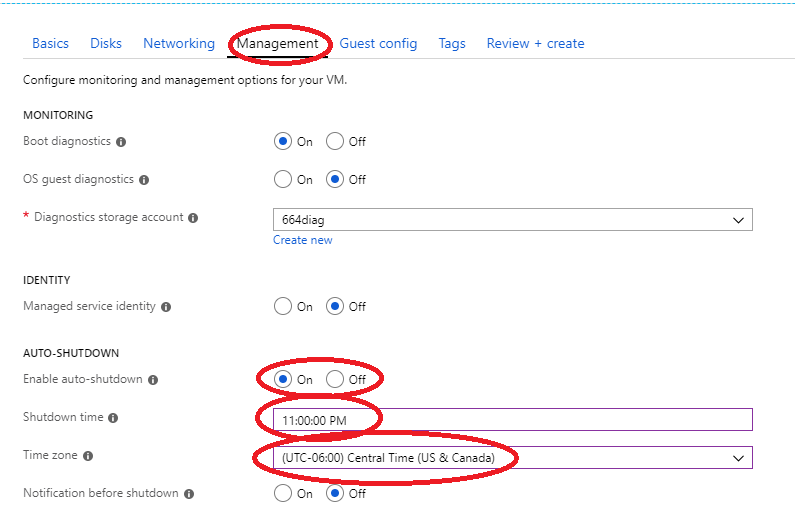 Basics Disks Networking Management Guest config Tags Review + create
Configure monitoring and management options for your VM.
MONITORING
Boot diagnostics On Off
OS guest diagnostics On Off
* Diagnostics storage account 664diag
Create new
IDENTITY
Managed service identity On Off
AUTO-SHUTDOWN
Enable auto-shutdown On Off
Shutdown time 11:00:00 PM
Time zone (UTC-06:00) Central Time (US & Canada)
Notification before shutdown On Off